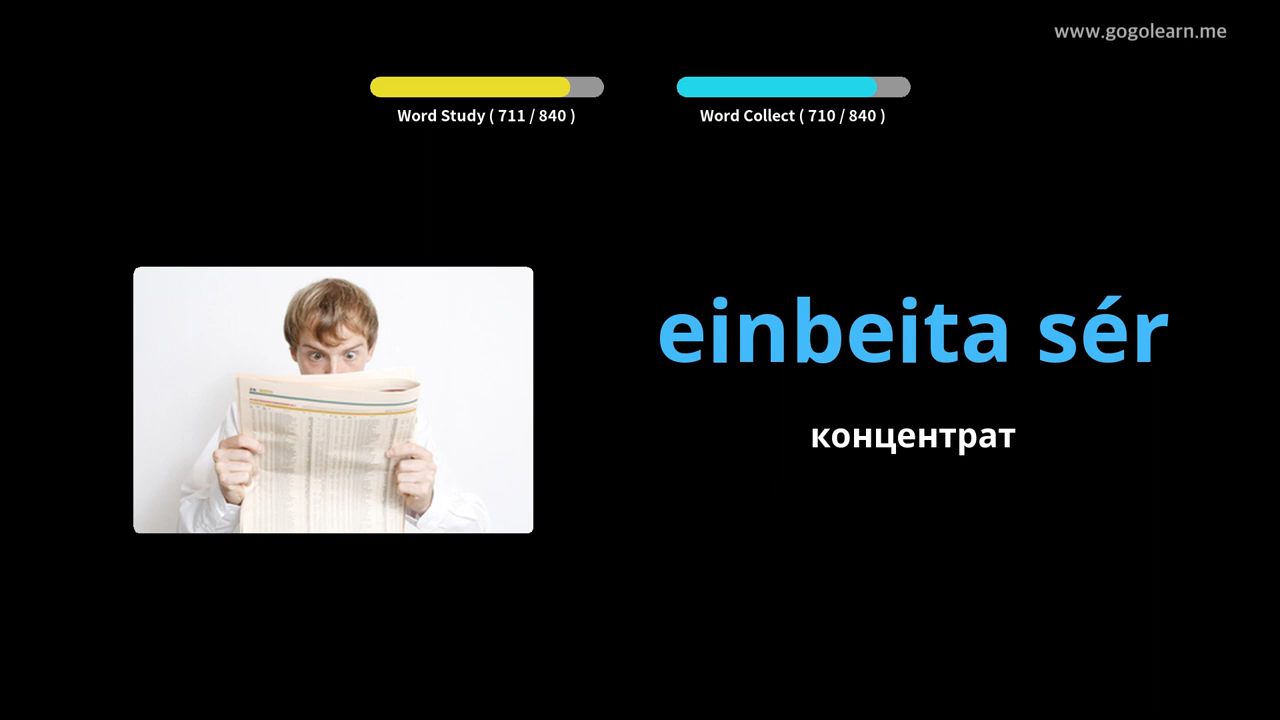 www.gogolearn.me
Word Study ( 711 / 840 )
Word Collect ( 710 / 840 )
einbeita sér
концентрат